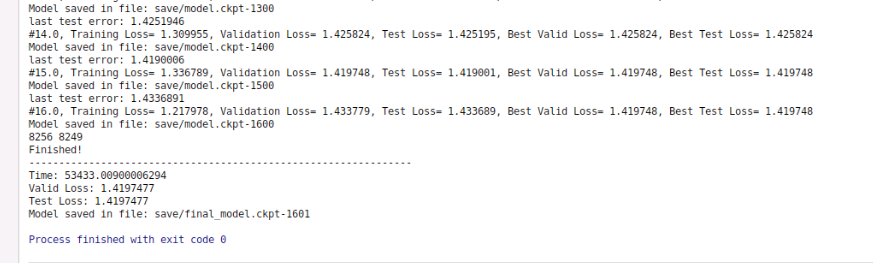 Model saved in file: save/model.ckpt-1300
last test error: 1.4251946
#14.0, Training Loss= 1.309955, Validation Loss= 1.425824, Test Loss= 1.425195, Best Valid Loss= 1.425824, Best Test Loss= 1.425824
Model saved in file: save/model.ckpt-1400
last test error: 1.4190006
#15.0, Training Loss= 1.336789, Validation Loss= 1.419748, Test Loss= 1.419001, Best Valid Loss= 1.419748, Best Test Loss= 1.419748
Model saved in file: save/model.ckpt-1500
last test error: 1.4336891
#16.0, Training Loss= 1.217978, Validation Loss= 1.433779, Test Loss= 1.433689, Best Valid Loss= 1.419748, Best Test Loss= 1.419748
Model saved in file: save/model.ckpt-1600
8256 8249
Finished!
----------------------------------------------------------------
Time: 53433.00900006294
Valid Loss: 1.4197477
Test Loss: 1.4197477
Model saved in file: save/final_model.ckpt-1601
Process finished with exit code 0